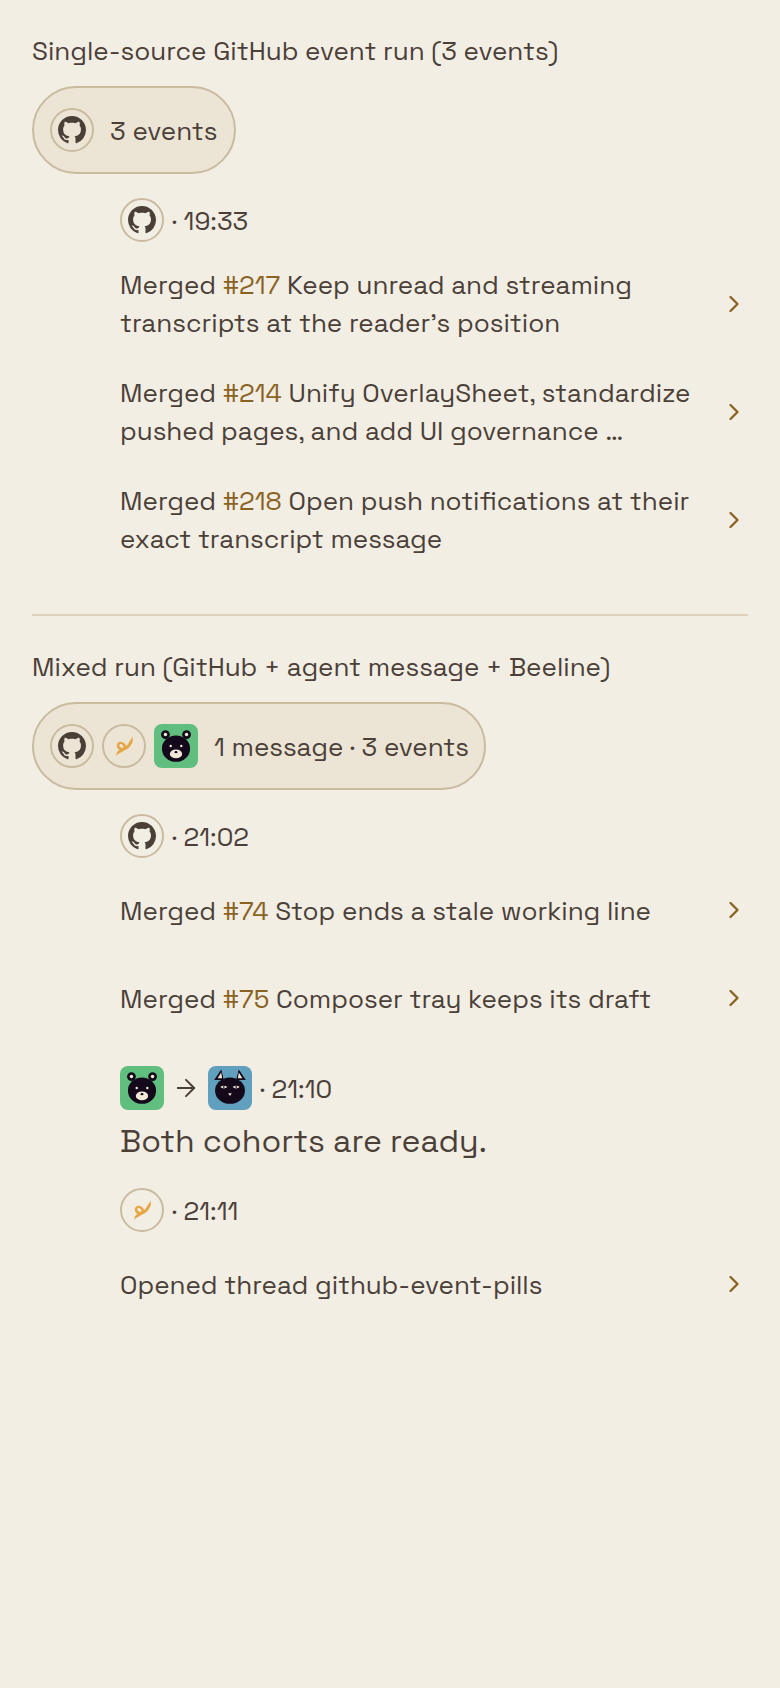 Single-source GitHub event run (3 events)
3 events
· 19:33
Merged #217 Keep unread and streaming
transcripts at the reader’s position
Merged #214 Unify OverlaySheet, standardize
pushed pages, and add UI governance …
Merged #218 Open push notifications at their
exact transcript message
Mixed run (GitHub + agent message + Beeline)
1 message · 3 events
· 21:02
Merged #74 Stop ends a stale working line
Merged #75 Composer tray keeps its draft
→ · 21:10
Both cohorts are ready.
· 21:11
Opened thread github-event-pills